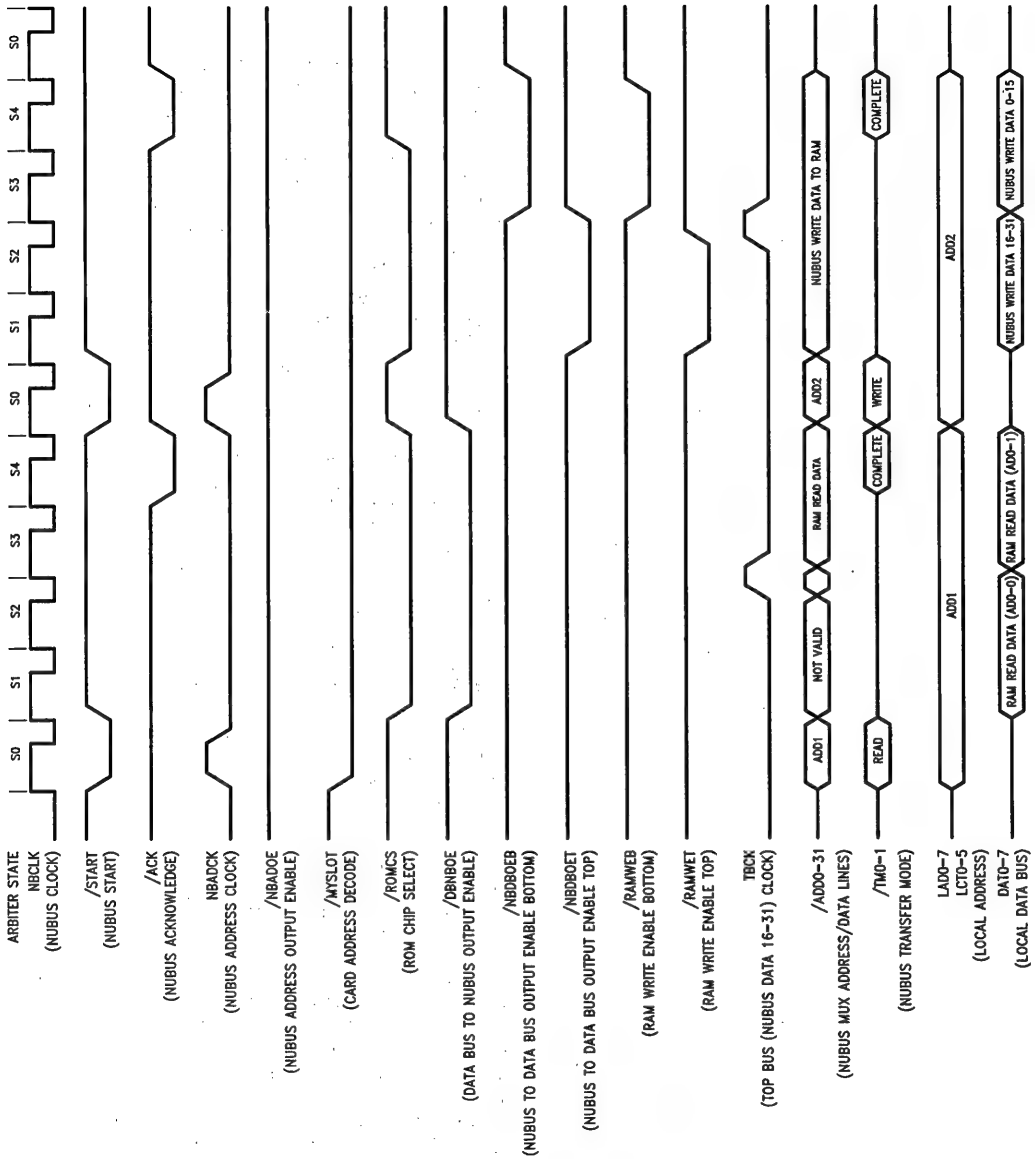 ARBITER STATE
S0 S1 S2 S3 S4 S0 S1 S2 S3 S4 S0
NBCLK
(NUBUS CLOCK)
/START
(NUBUS START)
/ACK
(NUBUS ACKNOWLEDGE)
NBADCK
(NUBUS ADDRESS CLOCK)
/NBADOE
(NUBUS ADDRESS OUTPUT ENABLE)
/MYSLOT
(CARD ADDRESS DECODE)
/ROMCS
(ROM CHIP SELECT)
/DBNBOE
(DATA BUS TO NUBUS OUTPUT ENABLE)
/NBDBOEB
(NUBUS TO DATA BUS OUTPUT ENABLE BOTTOM)
/NBDBOET
(NUBUS TO DATA BUS OUTPUT ENABLE TOP)
/RAMWEB
(RAM WRITE ENABLE BOTTOM)
/RAMWET
(RAM WRITE ENABLE TOP)
TBCK
(TOP BUS (NUBUS DATA 16-31) CLOCK)
/ADD0-31
(NUBUS MUX ADDRESS/DATA LINES)
ADD1 NOT VALID RAM READ DATA ADD2 NUBUS WRITE DATA TO RAM
/TM0-1
(NUBUS TRANSFER MODE)
READ COMPLETE WRITE COMPLETE
LAD0-7
LCT0-5
(LOCAL ADDRESS)
ADD1 ADD2
DAT0-7
(LOCAL DATA BUS)
RAM READ DATA (AD0-0) RAM READ DATA (AD0-1) NUBUS WRITE DATA 16-31 NUBUS WRITE DATA 0-15